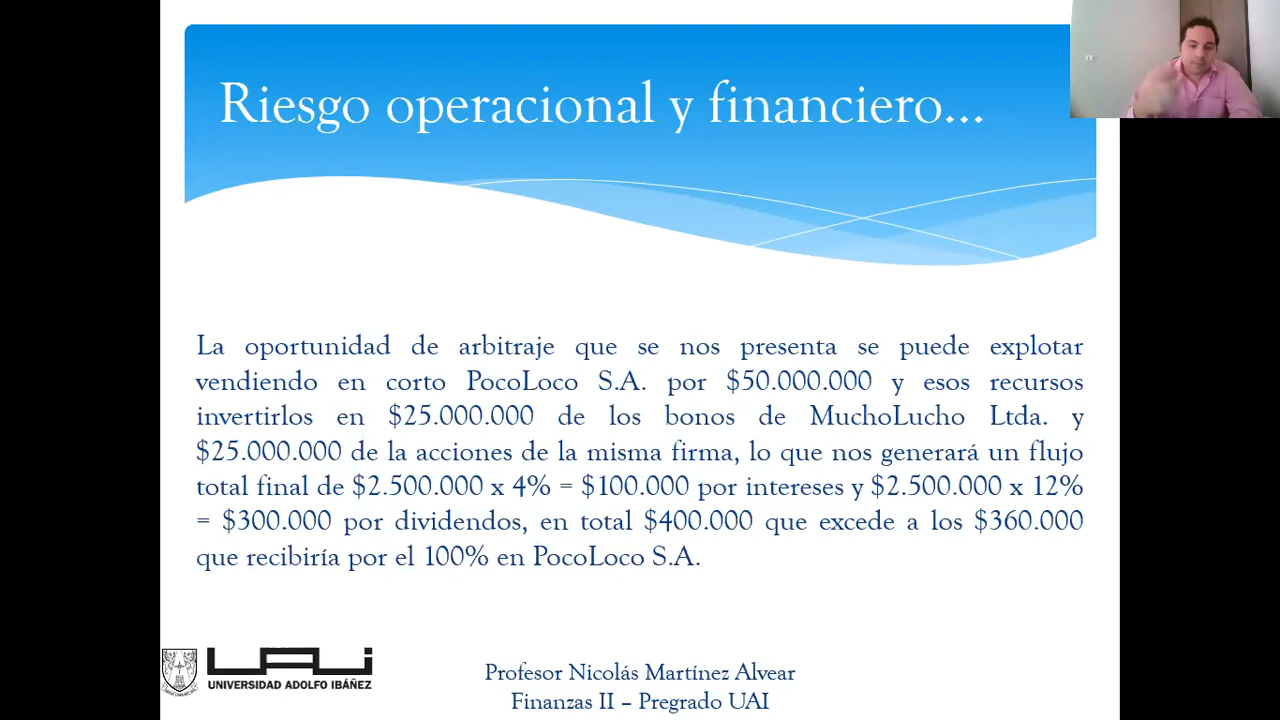 Riesgo operacional y financiero...
La oportunidad de arbitraje que se nos presenta se puede explotar
vendiendo en corto PocoLoco S.A. por $50.000.000 y esos recursos
invertirlos en $25.000.000 de los bonos de MuchoLucho Ltda. y
$25.000.000 de la acciones de la misma firma, lo que nos generará un flujo
total final de $2.500.000 x 4% = $100.000 por intereses y $2.500.000 x 12%
= $300.000 por dividendos, en total $400.000 que excede a los $360.000
que recibiría por el 100% en PocoLoco S.A.
UAI
UNIVERSIDAD ADOLFO IBÁÑEZ
Profesor Nicolás Martínez Alvear
Finanzas II – Pregrado UAI